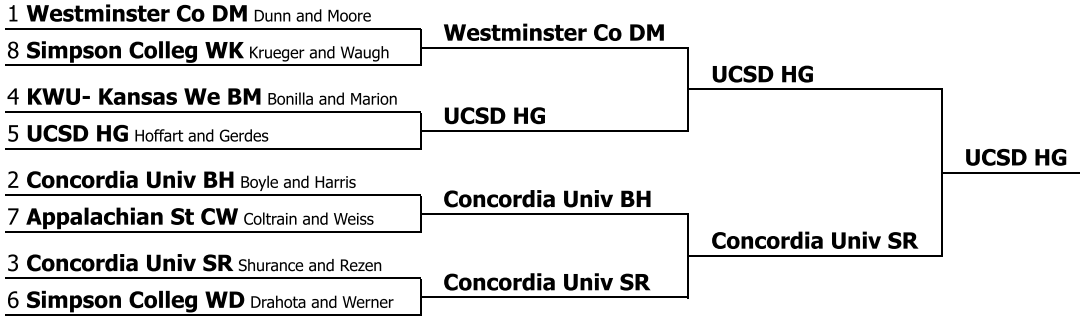 1 Westminster Co DM Dunn and Moore
8 Simpson Colleg WK Krueger and Waugh
Westminster Co DM
4 KWU- Kansas We BM Bonilla and Marion
5 UCSD HG Hoffart and Gerdes
UCSD HG
UCSD HG
2 Concordia Univ BH Boyle and Harris
7 Appalachian St CW Coltrain and Weiss
Concordia Univ BH
3 Concordia Univ SR Shurance and Rezen
6 Simpson Colleg WD Drahota and Werner
Concordia Univ SR
Concordia Univ SR
UCSD HG